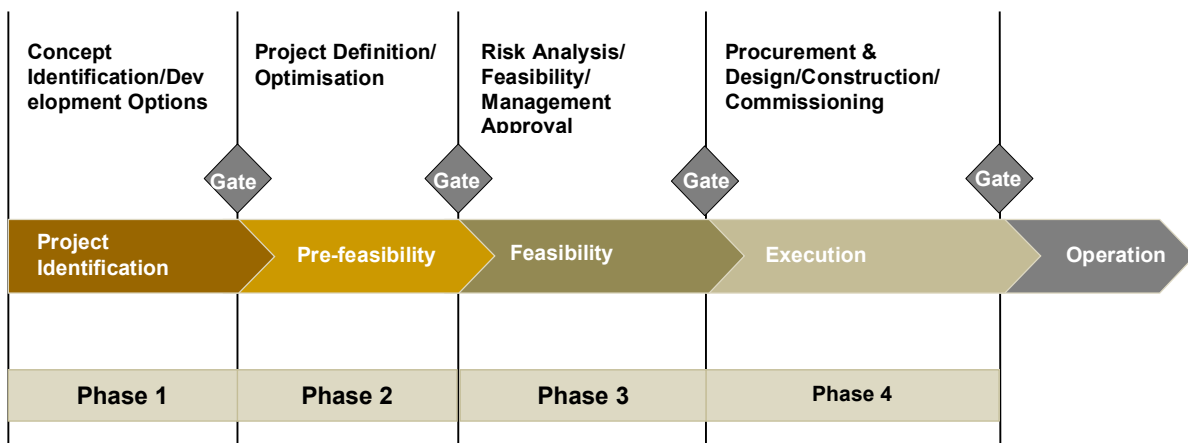 Concept
Identification/Dev
elopment Options
Project Definition/
Optimisation
Risk Analysis/
Feasibility/
Management
Approval
Procurement &
Design/Construction/
Commissioning
Gate
Gate
Gate
Gate
Project
Identification
Pre-feasibility
Feasibility
Execution
Operation
Phase 1
Phase 2
Phase 3
Phase 4